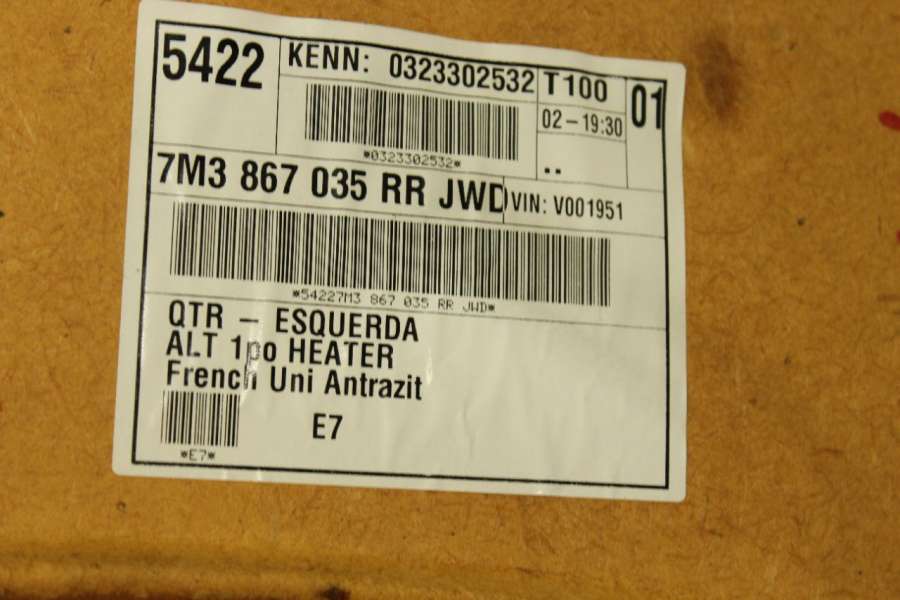 5422 KENN: 0323302532 T100 01
02-19:30
*0323302532*
..
7M3 867 035 RR JWD VIN: V001951
*54227M3 867 035 RR JWD*
QTR - ESQUERDA
ALT 1po HEATER
French Uni Antrazit
E7
*E7*